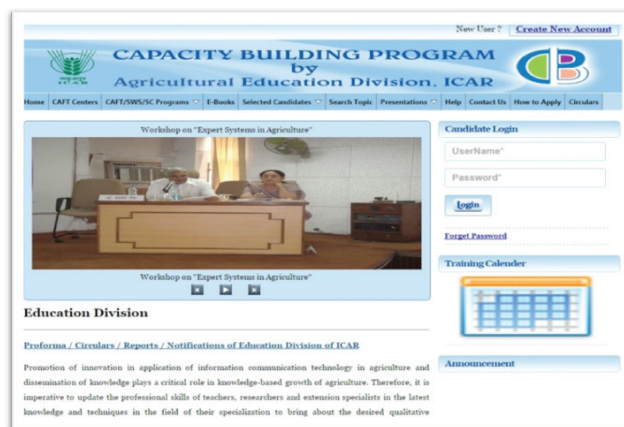 New User ? Create New Account
CAPACITY BUILDING PROGRAM
by
Agricultural Education Division, ICAR
ICAR
Home CAFT Centers CAFT/SWS/SC Programs E-Books Selected Candidates Search Topic Presentations Help Contact Us How to Apply Circulars
Workshop on "Expert Systems in Agriculture"
Workshop on "Expert Systems in Agriculture"
Candidate Login
UserName*
Password*
Login
Forget Password
Training Calender
Announcement
Education Division
Proforma / Circulars / Reports / Notifications of Education Division of ICAR
Promotion of innovation in application of information communication technology in agriculture and
dissemination of knowledge plays a critical role in knowledge-based growth of agriculture. Therefore, it is
imperative to update the professional skills of teachers, researchers and extension specialists in the latest
knowledge and techniques in the field of their specialization to bring about the desired qualitative